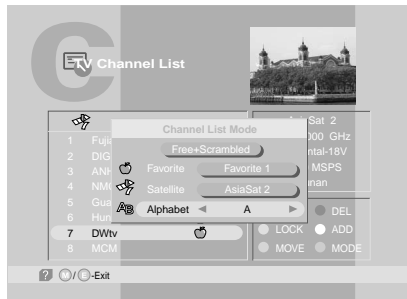 TV Channel List
Channel List Mode
Free+Scrambled
Favorite Favorite 1
Satellite AsiaSat 2
Alphabet A
Sat 2
000 GHz
ntal-18V
MSPS
nan
1 Fuji
2 DIG
3
4 NM
5 Gua
6 Hun
7 DWtv
8 MCM
DEL
LOCK ADD
MOVE MODE
? M / E -Exit